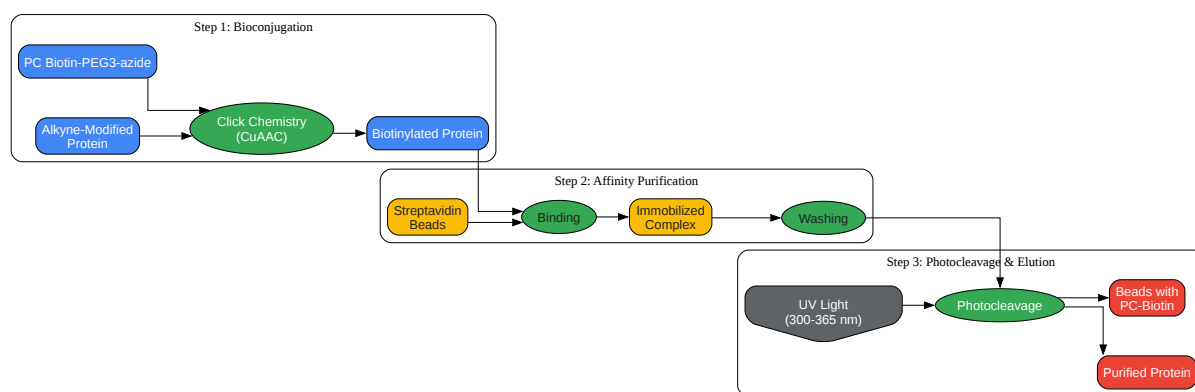 Step 1: Bioconjugation
PC Biotin-PEG3-azide
Click Chemistry
(CuAAC)
Alkyne-Modified
Protein
Biotinylated Protein
Step 2: Affinity Purification
Streptavidin
Beads
Binding
Immobilized
Complex
Washing
Step 3: Photocleavage & Elution
UV Light
(300-365 nm)
Photocleavage
Beads with
PC-Biotin
Purified Protein